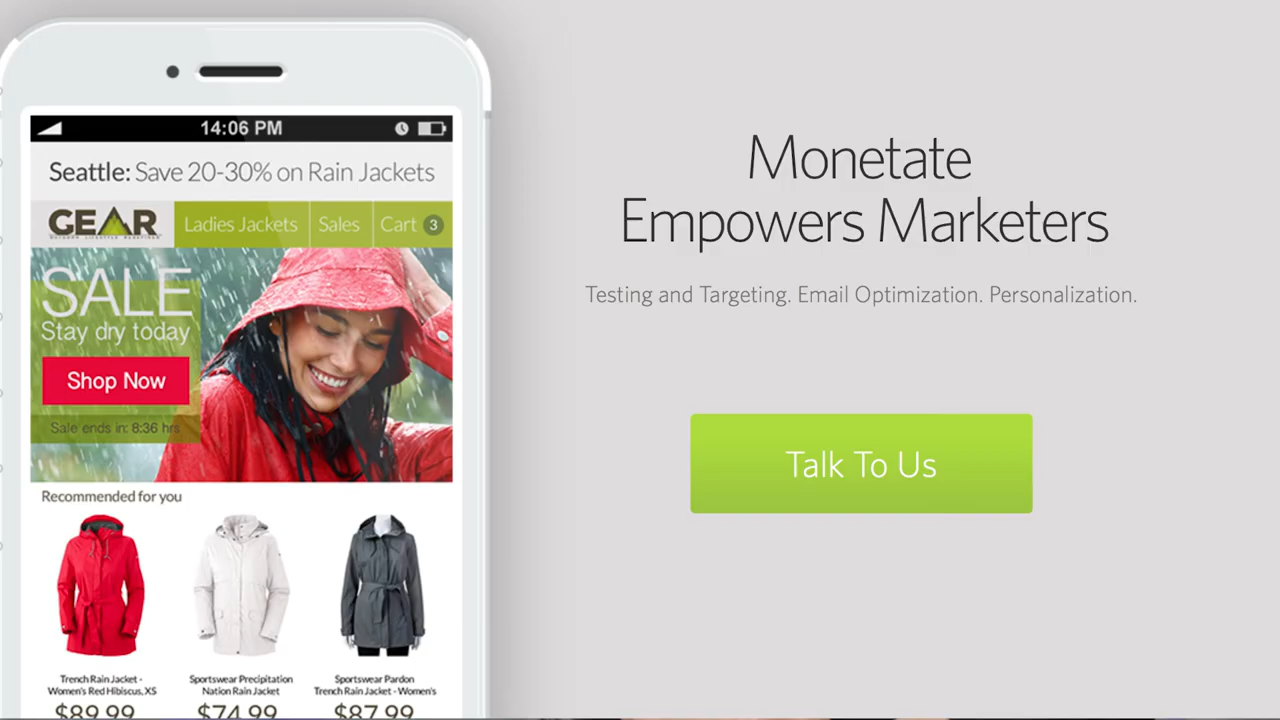 14:06 PM
Seattle: Save 20-30% on Rain Jackets
GEAR
Ladies Jackets
Sales
Cart 3
SALE
Stay dry today
Shop Now
Sale ends in: 8:36 hrs
Recommended for you
Trench Rain Jacket -
Women's Red Hibiscus, XS
$89.99
Sportswear Precipitation
Nation Rain Jacket
$74.99
Sportswear Pardon
Trench Rain Jacket - Women's
$87.99
Monetate
Empowers Marketers
Testing and Targeting. Email Optimization. Personalization.
Talk To Us